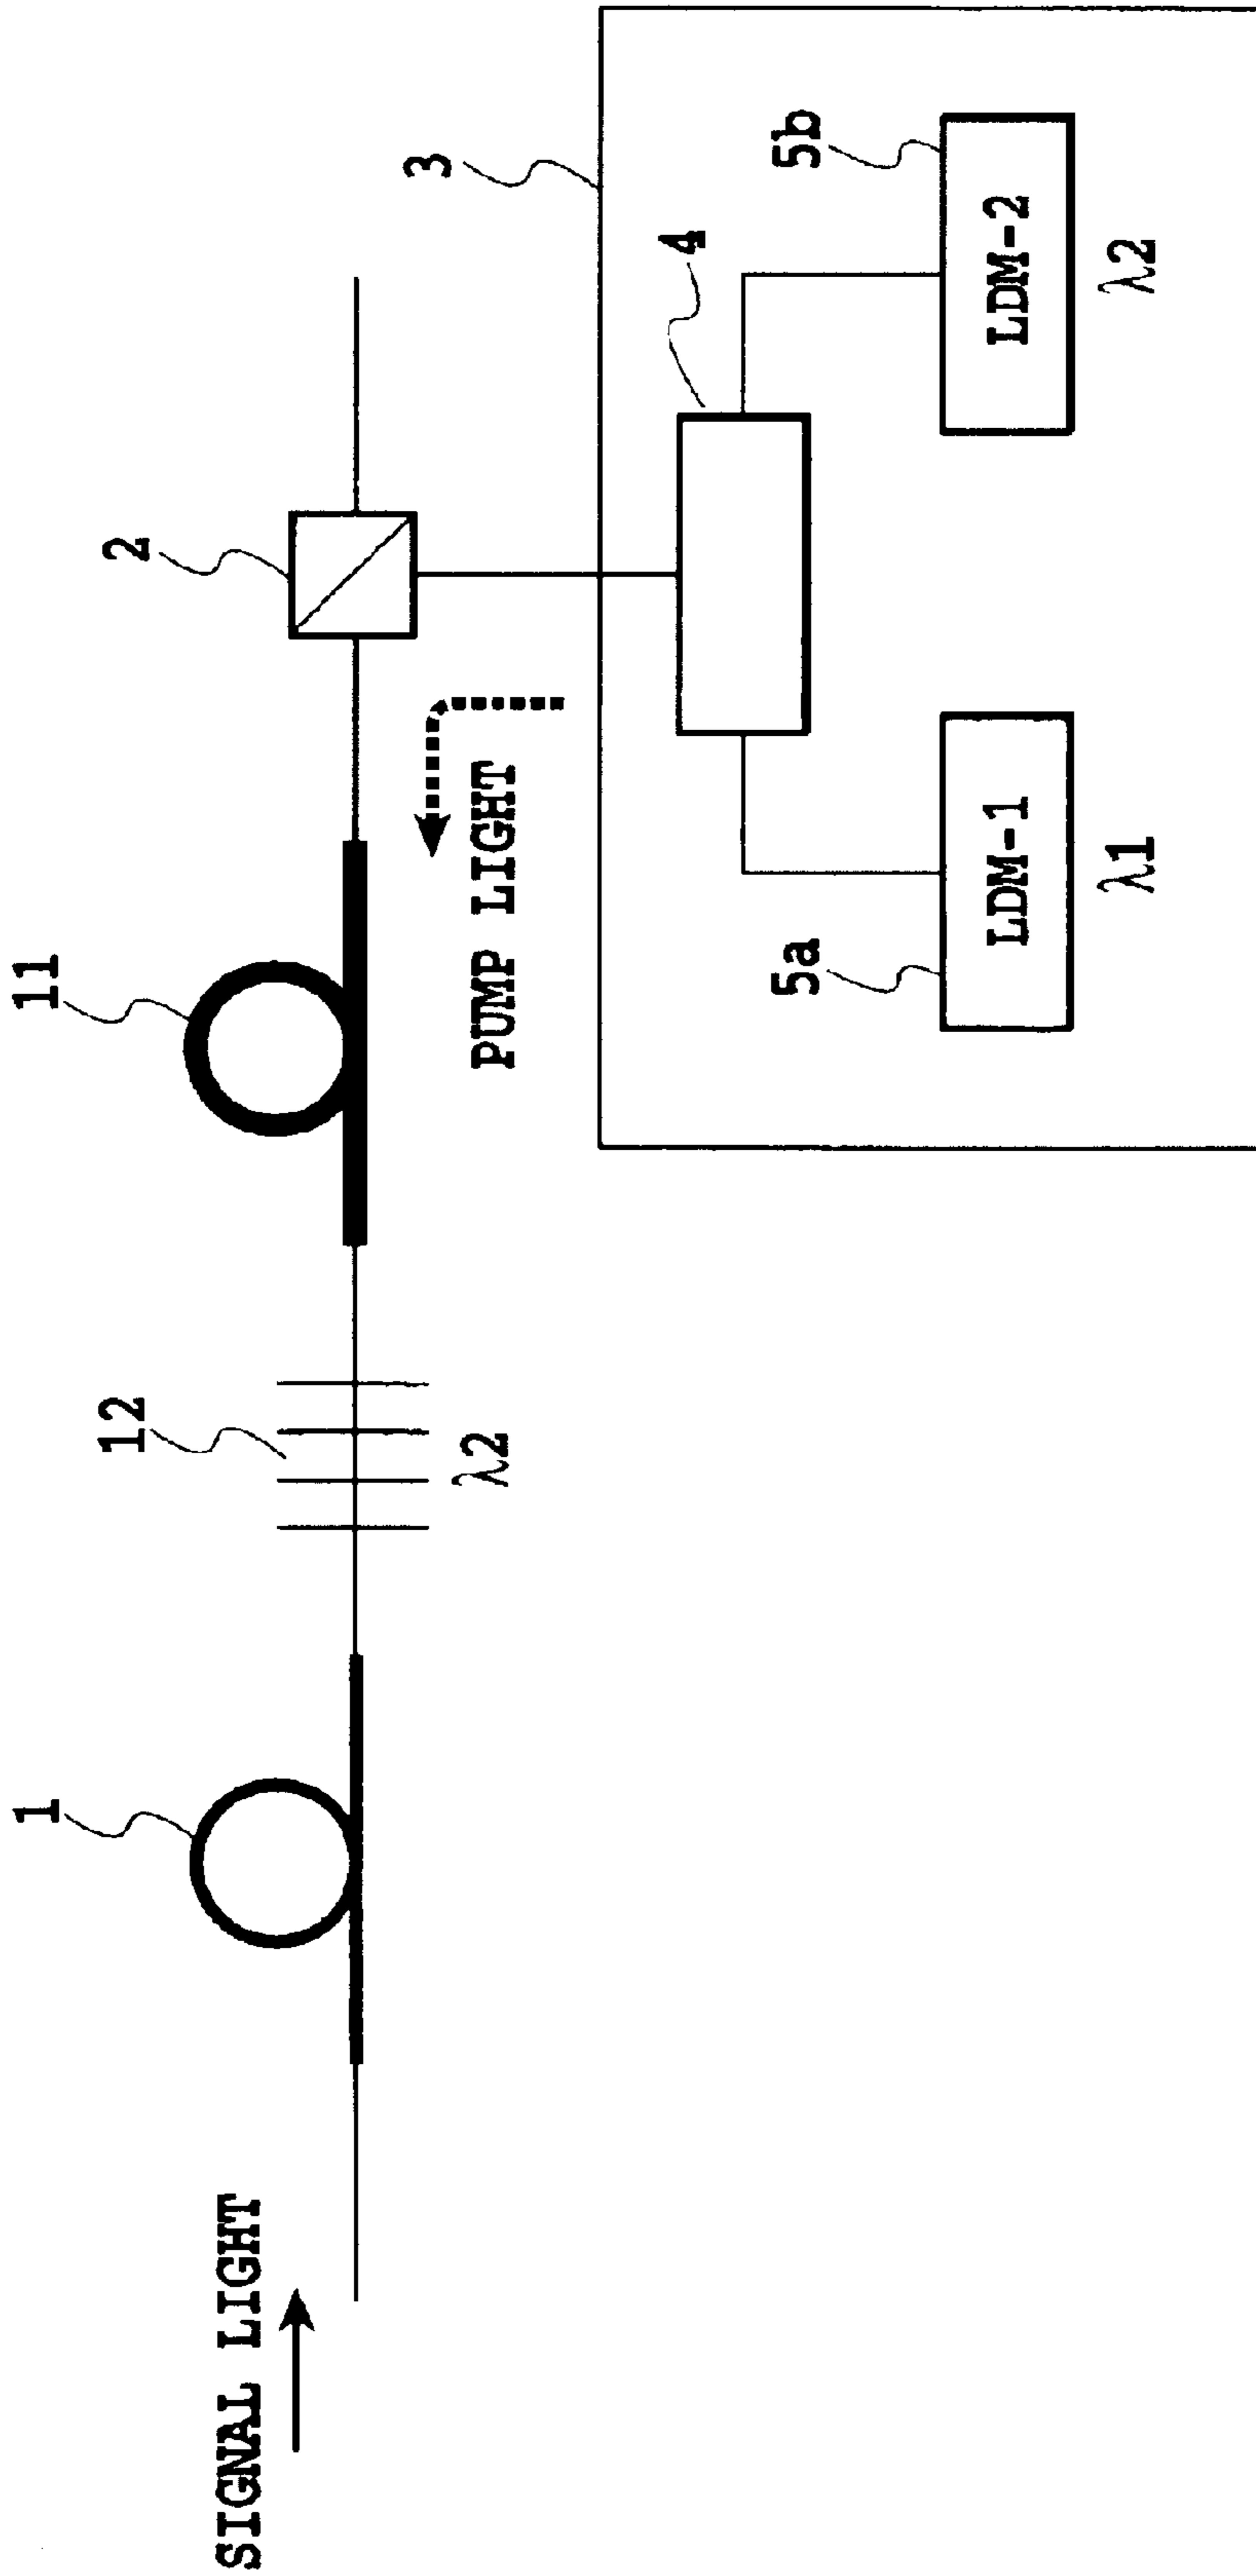 1
11
12
λ2
2
SIGNAL LIGHT
PUMP LIGHT
3
4
5a
LDM-1
λ1
5b
LDM-2
λ2